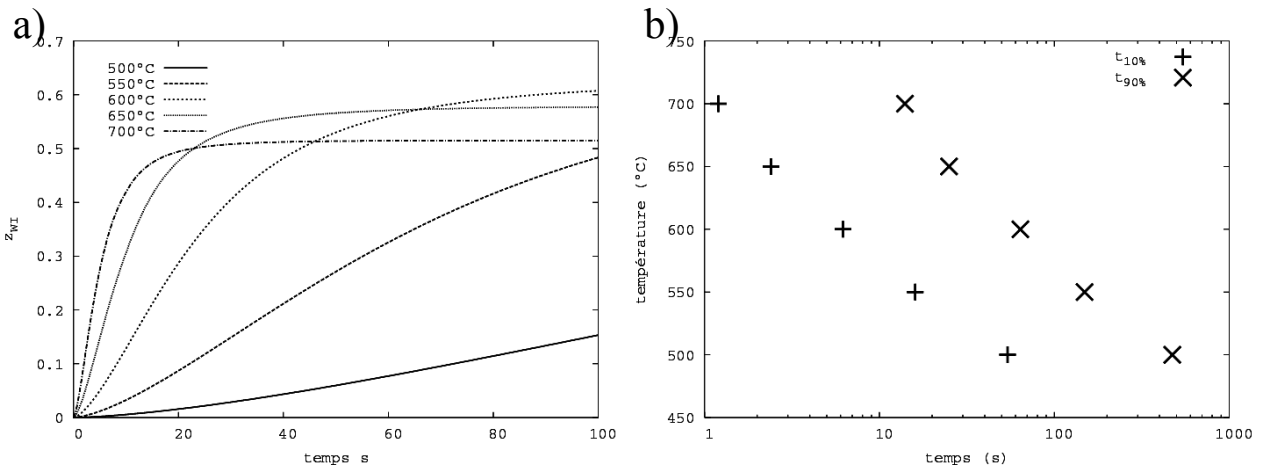 a)
0.7
0.6
0.5
0.4
0.3
0.2
0.1
0
z_WI
500°C
550°C
600°C
650°C
700°C
0 20 40 60 80 100
temps s
b)
750
700
650
600
550
500
450
température (°C)
t10%
t90%
1 10 100 1000
temps (s)